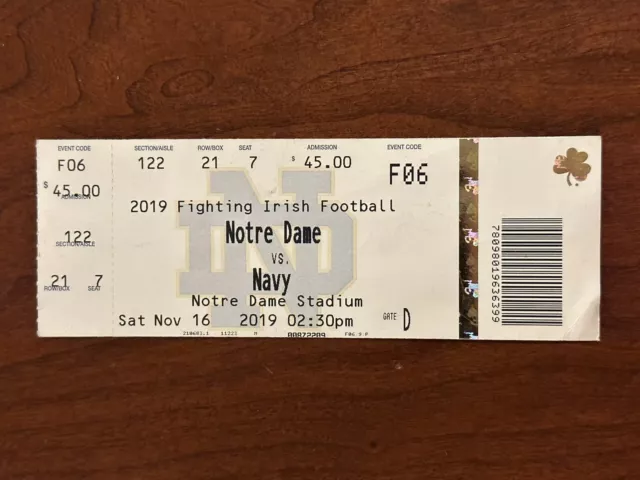 EVENT CODE
F06
$ 45.00
ADMISSION
122
SECTION/AISLE
21 7
ROW/BOX SEAT
SECTION/AISLE ROW/BOX SEAT ADMISSION EVENT CODE
122 21 7 $ 45.00 F06
2019 Fighting Irish Football
Notre Dame
vs.
Navy
Notre Dame Stadium
Sat Nov 16 2019 02:30pm
GATE D
ND
78098019636399